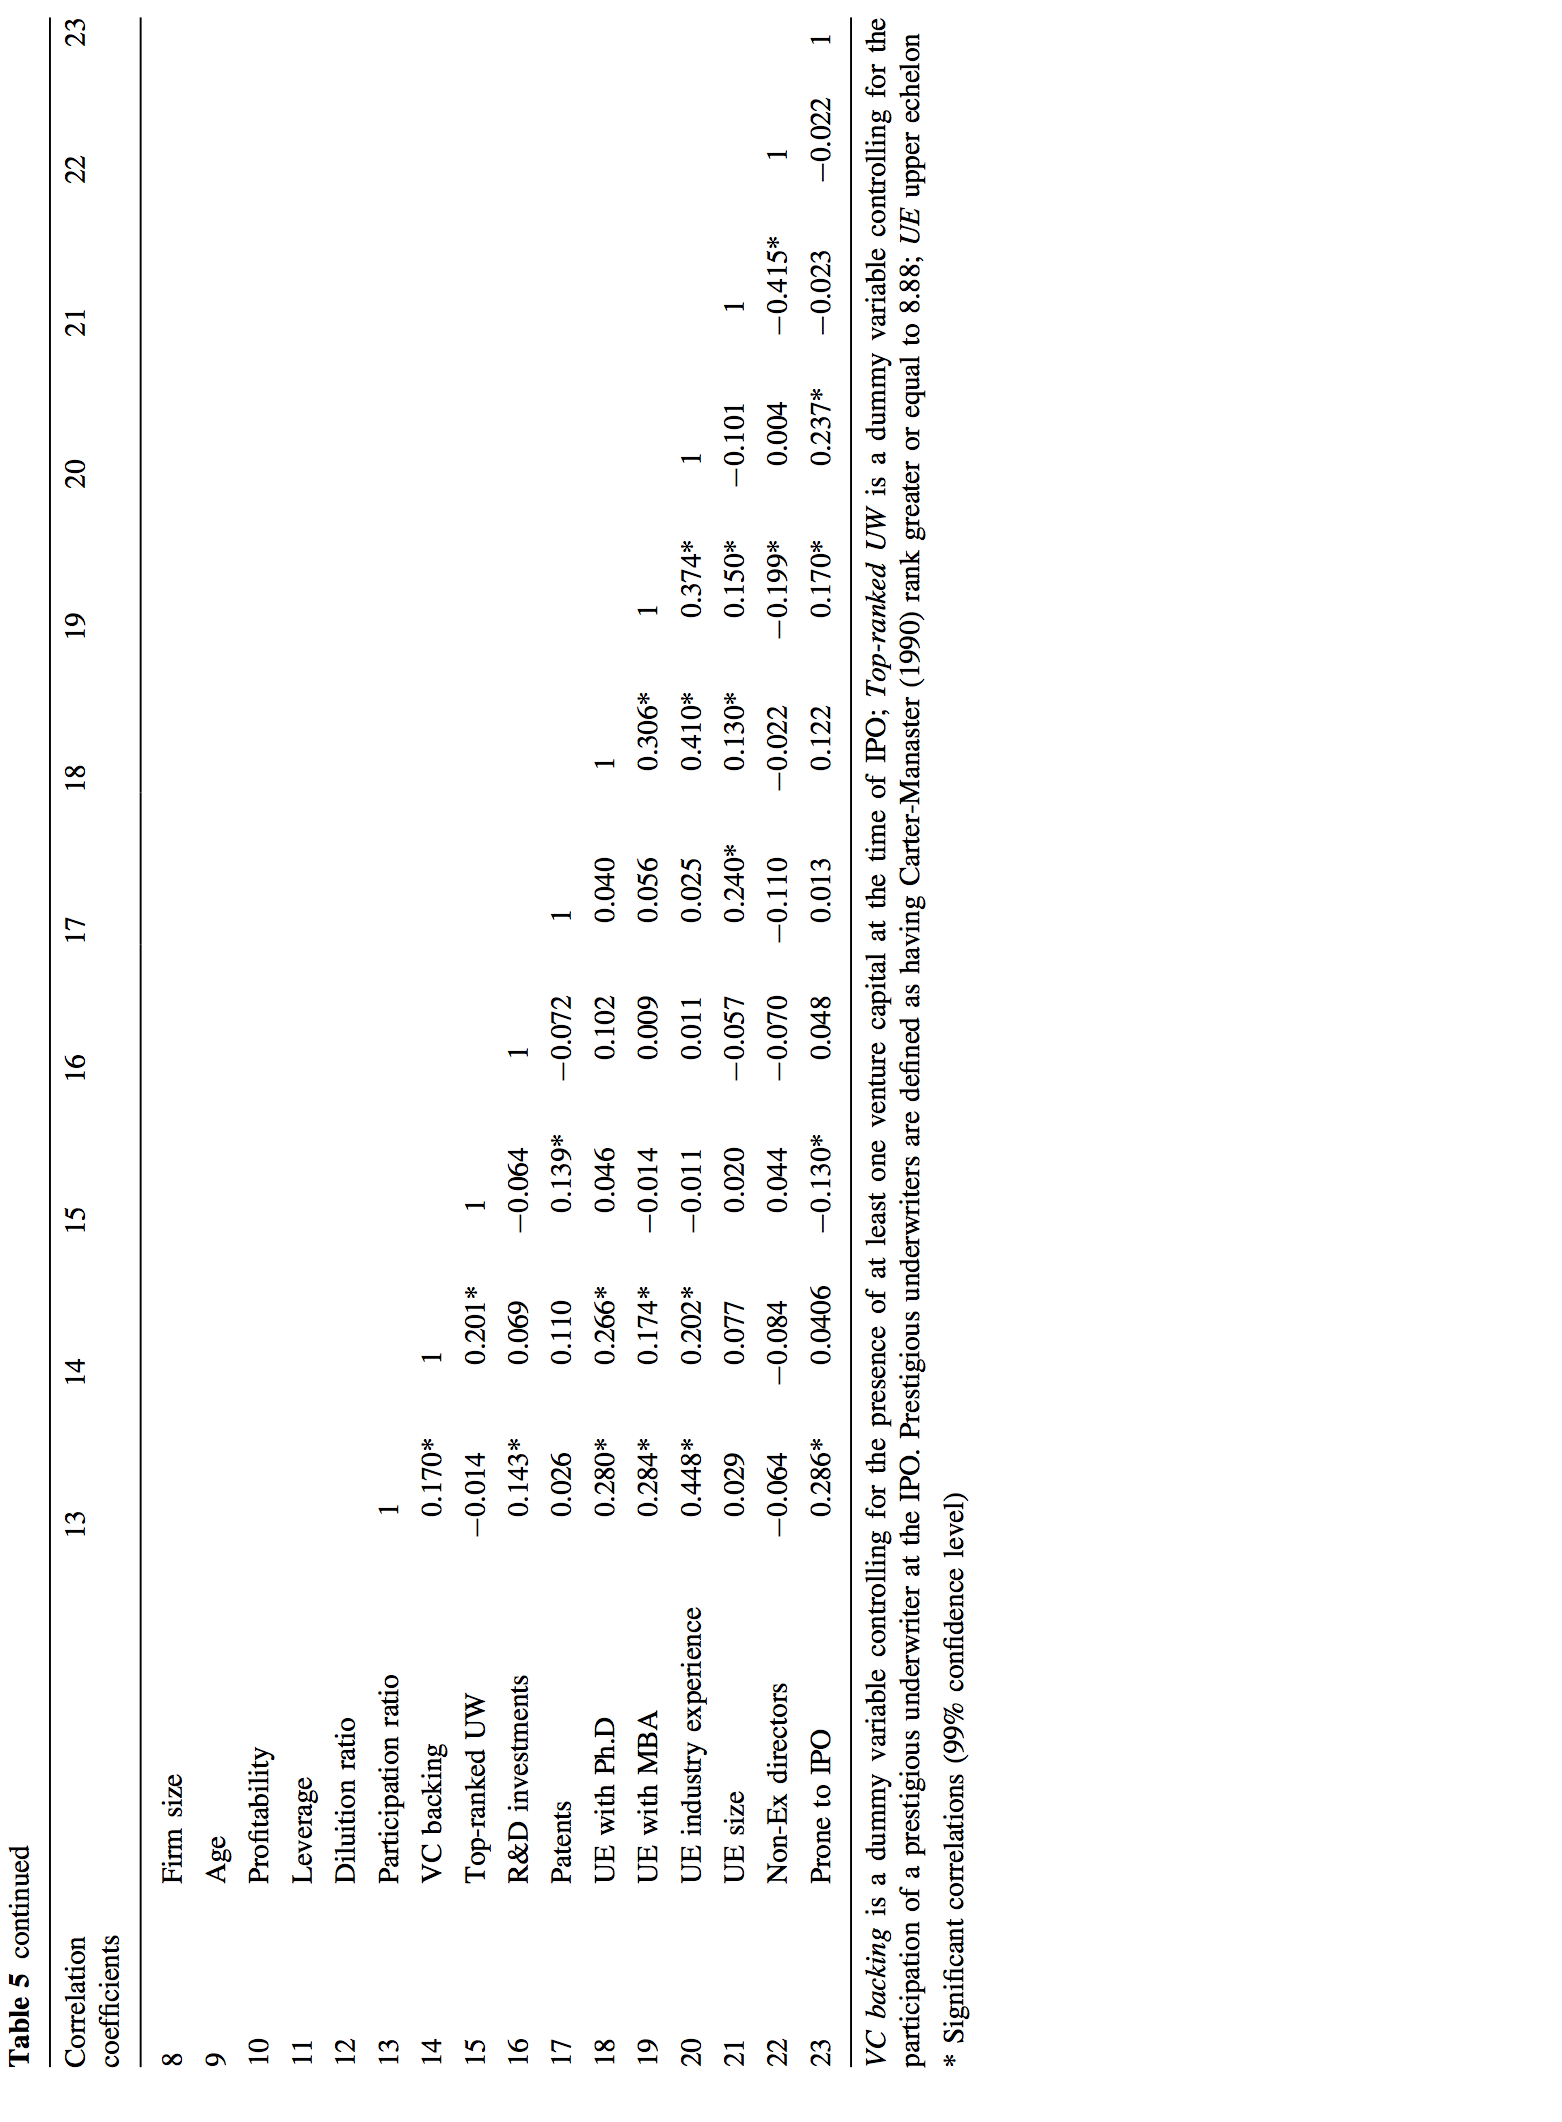 Table 5 continued
Correlation coefficients 13 14 15 16 17 18 19 20 21 22 23
8 Firm size
9 Age
10 Profitability
11 Leverage
12 Diluition ratio
13 Participation ratio 1
14 VC backing 0.170* 1
15 Top-ranked UW −0.014 0.201* 1
16 R&D investments 0.143* 0.069 −0.064 1
17 Patents 0.026 0.110 0.139* −0.072 1
18 UE with Ph.D 0.280* 0.266* 0.046 0.102 0.040 1
19 UE with MBA 0.284* 0.174* −0.014 0.009 0.056 0.306* 1
20 UE industry experience 0.448* 0.202* −0.011 0.011 0.025 0.410* 0.374* 1
21 UE size 0.029 0.077 0.020 −0.057 0.240* 0.130* 0.150* −0.101 1
22 Non-Ex directors −0.064 −0.084 0.044 −0.070 −0.110 −0.022 −0.199* 0.004 −0.415* 1
23 Prone to IPO 0.286* 0.0406 −0.130* 0.048 0.013 0.122 0.170* 0.237* −0.023 −0.022 1
VC backing is a dummy variable controlling for the presence of at least one venture capital at the time of IPO; Top-ranked UW is a dummy variable controlling for the
participation of a prestigious underwriter at the IPO. Prestigious underwriters are defined as having Carter-Manaster (1990) rank greater or equal to 8.88; UE upper echelon
* Significant correlations (99% confidence level)